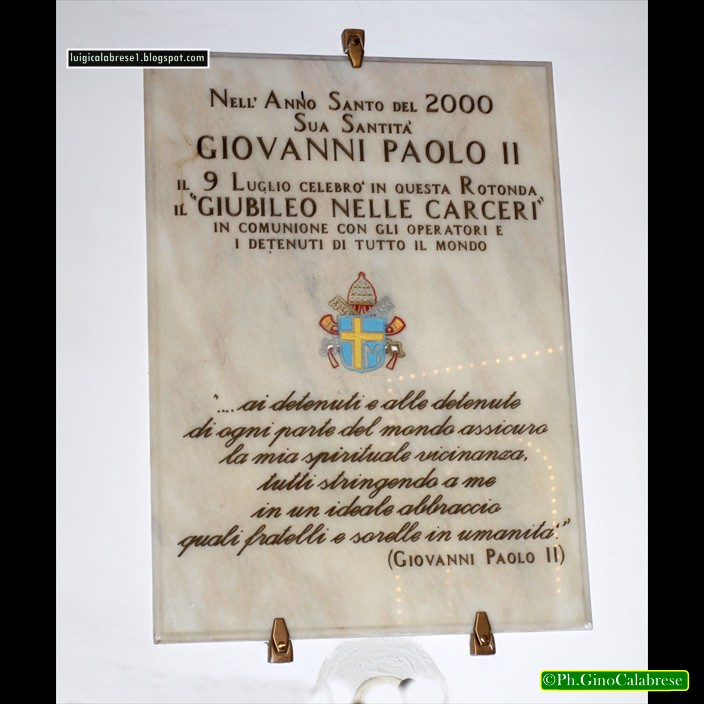 luigicalabrese1.blogspot.com
Nell' Anno Santo del 2000
Sua Santità
GIOVANNI PAOLO II
il 9 Luglio celebrò in questa Rotonda
il "GIUBILEO NELLE CARCERI"
in comunione con gli operatori e
i detenuti di tutto il mondo
"....ai detenuti e alle detenute
di ogni parte del mondo assicuro
la mia spirituale vicinanza,
tutti stringendo a me
in un ideale abbraccio
quali fratelli e sorelle in umanità"
(Giovanni Paolo II)
©Ph.GinoCalabrese